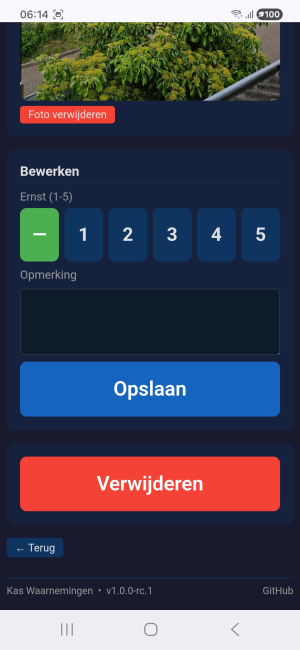 06:14
100
Foto verwijderen
Bewerken
Ernst (1-5)
— 1 2 3 4 5
Opmerking
Opslaan
Verwijderen
← Terug
Kas Waarnemingen • v1.0.0-rc.1 GitHub